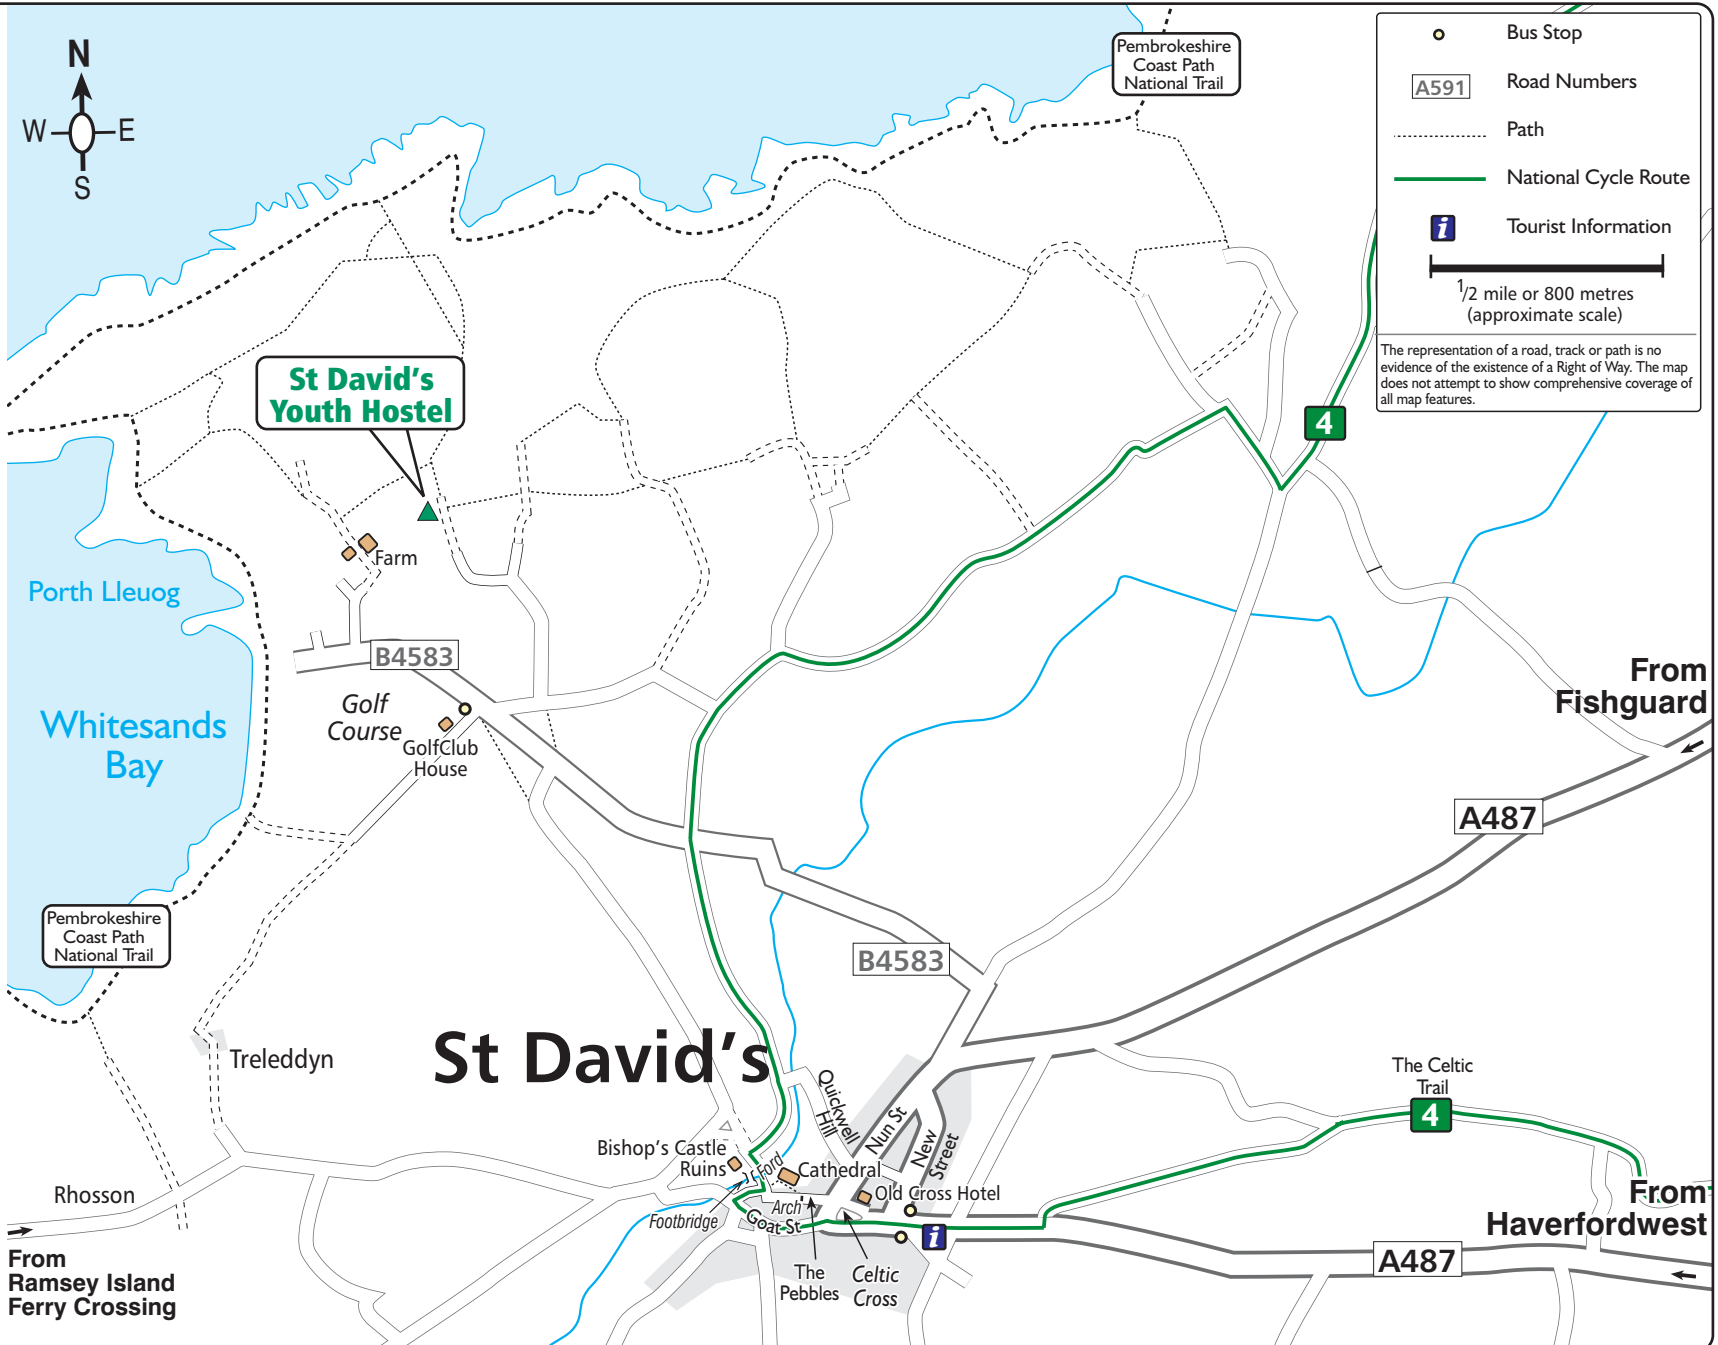 N
W
E
S
Pembrokeshire
Coast Path
National Trail
Bus Stop
A591
Road Numbers
Path
National Cycle Route
i
Tourist Information
1/2 mile or 800 metres
(approximate scale)
The representation of a road, track or path is no
evidence of the existence of a Right of Way. The map
does not attempt to show comprehensive coverage of
all map features.
St David's
Youth Hostel
4
Farm
Porth Lleuog
B4583
Golf
Course
GolfClub
House
Whitesands
Bay
From
Fishguard
A487
Pembrokeshire
Coast Path
National Trail
B4583
St David's
Treleddyn
The Celtic
Trail
4
Quickwell
Hill
Nun St
New
Street
Bishop's Castle
Ruins
Ford
Cathedral
Rhosson
Old Cross Hotel
Footbridge
Arch
Goat St
i
From
Haverfordwest
A487
From
Ramsey Island
Ferry Crossing
The
Pebbles
Celtic
Cross